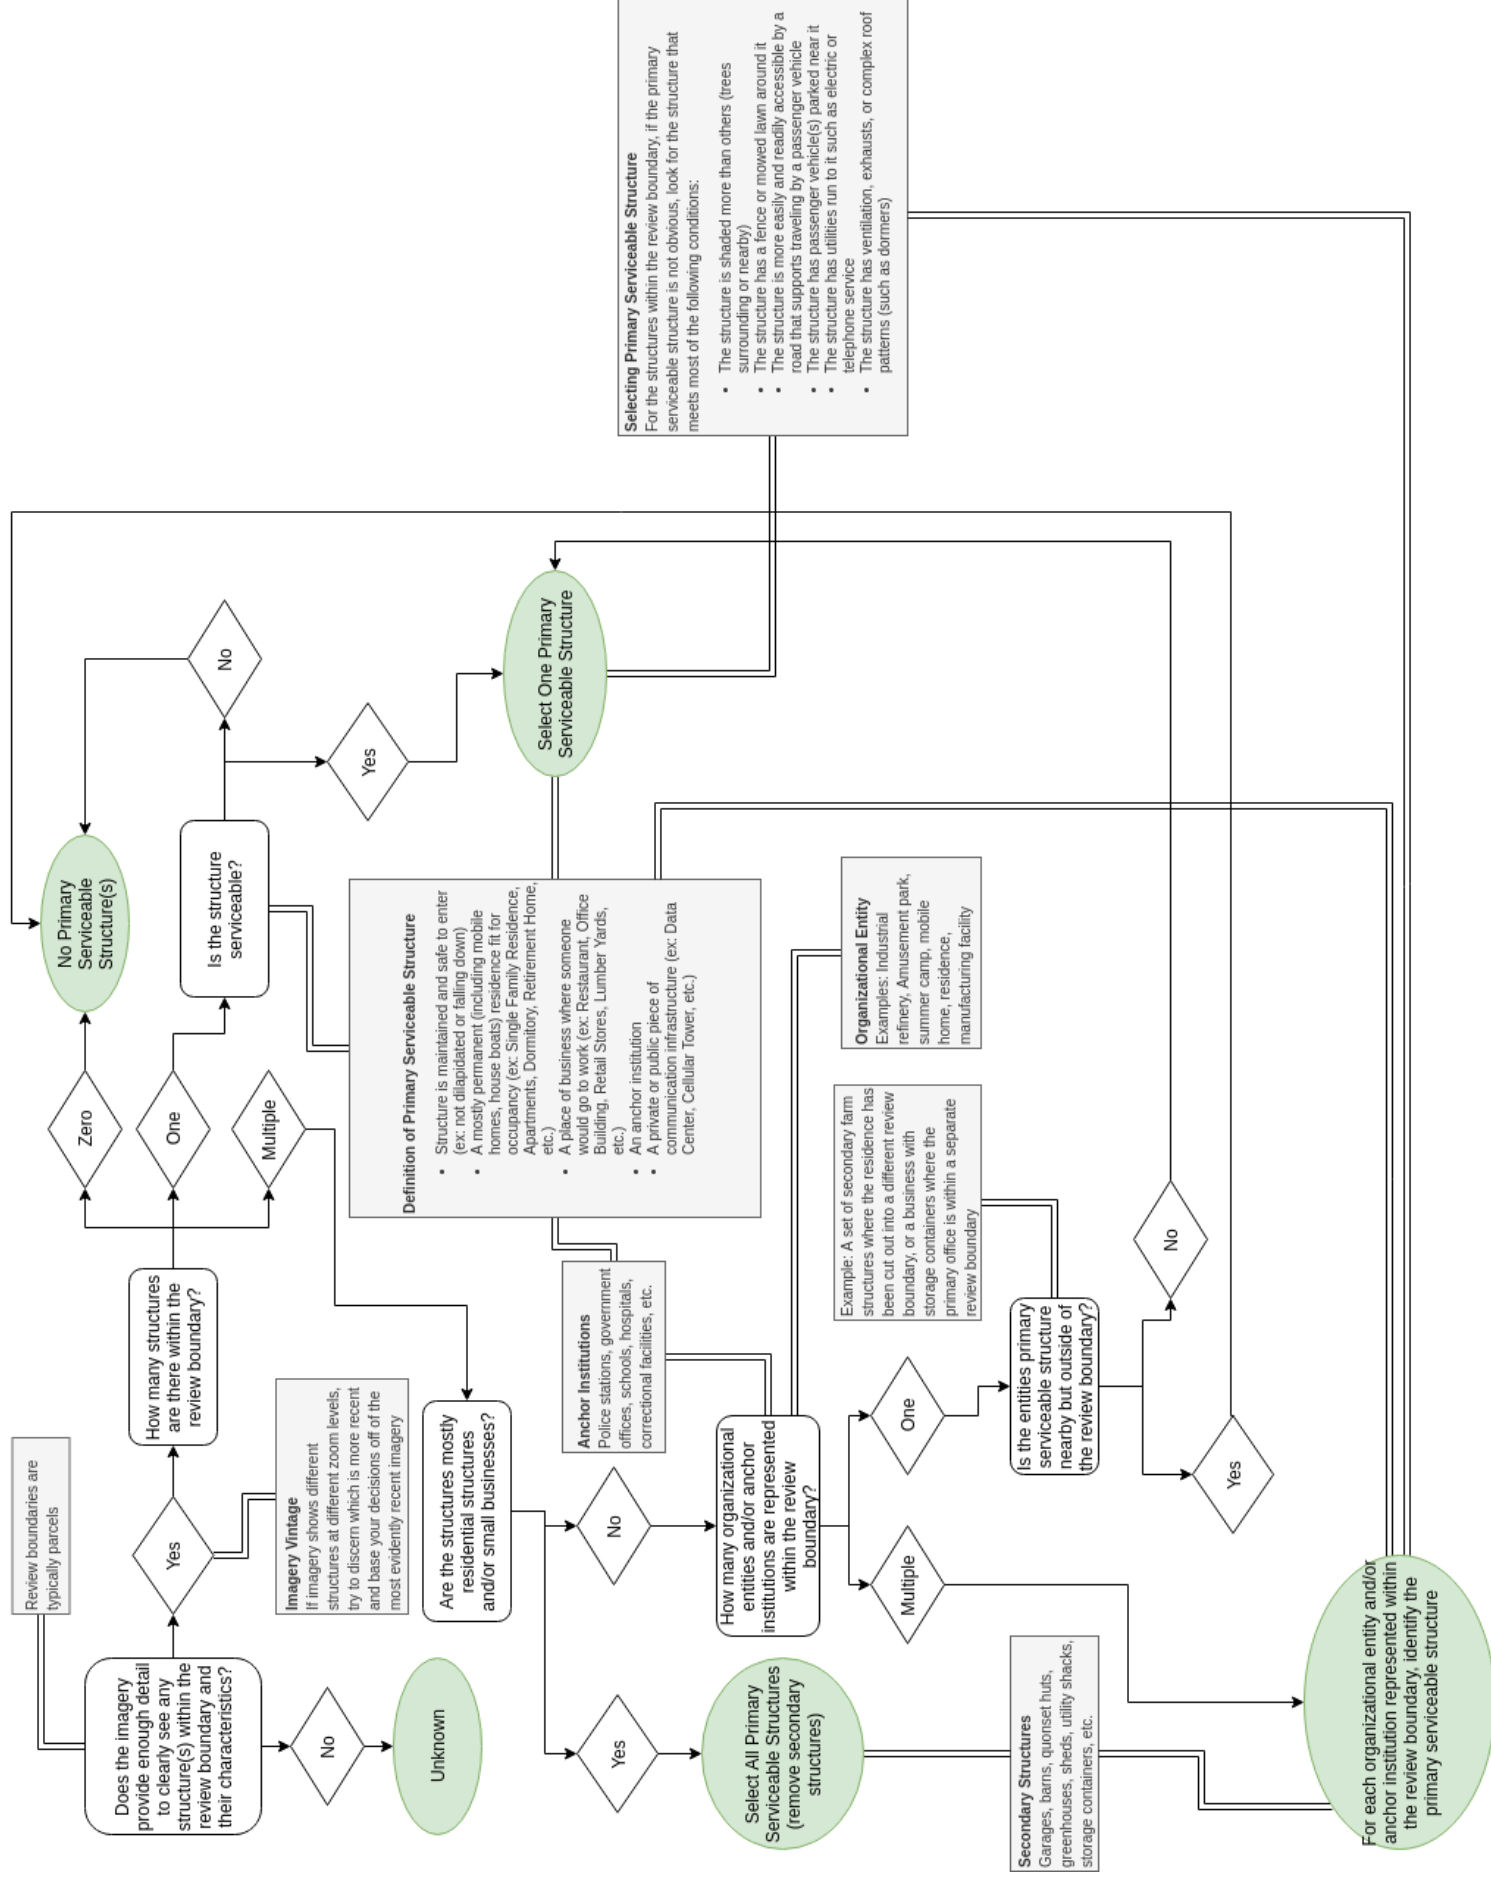 Review boundaries are
typically parcels
Does the imagery
provide enough detail
to clearly see any
structure(s) within the
review boundary and
their characteristics?
No
Unknown
Yes
Imagery Vintage
If imagery shows different
structures at different zoom levels,
try to discern which is more recent
and base your decisions off of the
most evidently recent imagery
How many structures
are there within the
review boundary?
Zero
One
Multiple
No Primary
Serviceable
Structure(s)
Is the structure
serviceable?
No
Yes
Select One Primary
Serviceable Structure
Definition of Primary Serviceable Structure
▪ Structure is maintained and safe to enter
(ex: not dilapidated or falling down)
▪ A mostly permanent (including mobile
homes, house boats) residence fit for
occupancy (ex: Single Family Residence,
Apartments, Dormitory, Retirement Home,
etc.)
▪ A place of business where someone
would go to work (ex: Restaurant, Office
Building, Retail Stores, Lumber Yards,
etc.)
▪ An anchor institution
▪ A private or public piece of
communication infrastructure (ex: Data
Center, Cellular Tower, etc,)
Selecting Primary Serviceable Structure
For the structures within the review boundary, if the primary
serviceable structure is not obvious, look for the structure that
meets most of the following conditions:
▪ The structure is shaded more than others (trees
surrounding or nearby)
▪ The structure has a fence or mowed lawn around it
▪ The structure is more easily and readily accessible by a
road that supports traveling by a passenger vehicle
▪ The structure has passenger vehicle(s) parked near it
▪ The structure has utilities run to it such as electric or
telephone service
▪ The structure has ventilation, exhausts, or complex roof
patterns (such as dormers)
Are the structures mostly
residential structures
and/or small businesses?
Yes
No
Select All Primary
Serviceable Structures
(remove secondary
structures)
Anchor Institutions
Police stations, government
offices, schools, hospitals,
correctional facilities, etc.
How many organizational
entities and/or anchor
institutions are represented
within the review
boundary?
Multiple
One
Organizational Entity
Examples: Industrial
refinery, Amusement park,
summer camp, mobile
home, residence,
manufacturing facility
Example: A set of secondary farm
structures where the residence has
been cut out into a different review
boundary, or a business with
storage containers where the
primary office is within a separate
review boundary
Is the entities primary
serviceable structure
nearby but outside of
the review boundary?
No
Yes
Secondary Structures
Garages, barns, quonset huts,
greenhouses, sheds, utility shacks,
storage containers, etc.
For each organizational entity and/or
anchor institution represented within
the review boundary, identify the
primary serviceable structure